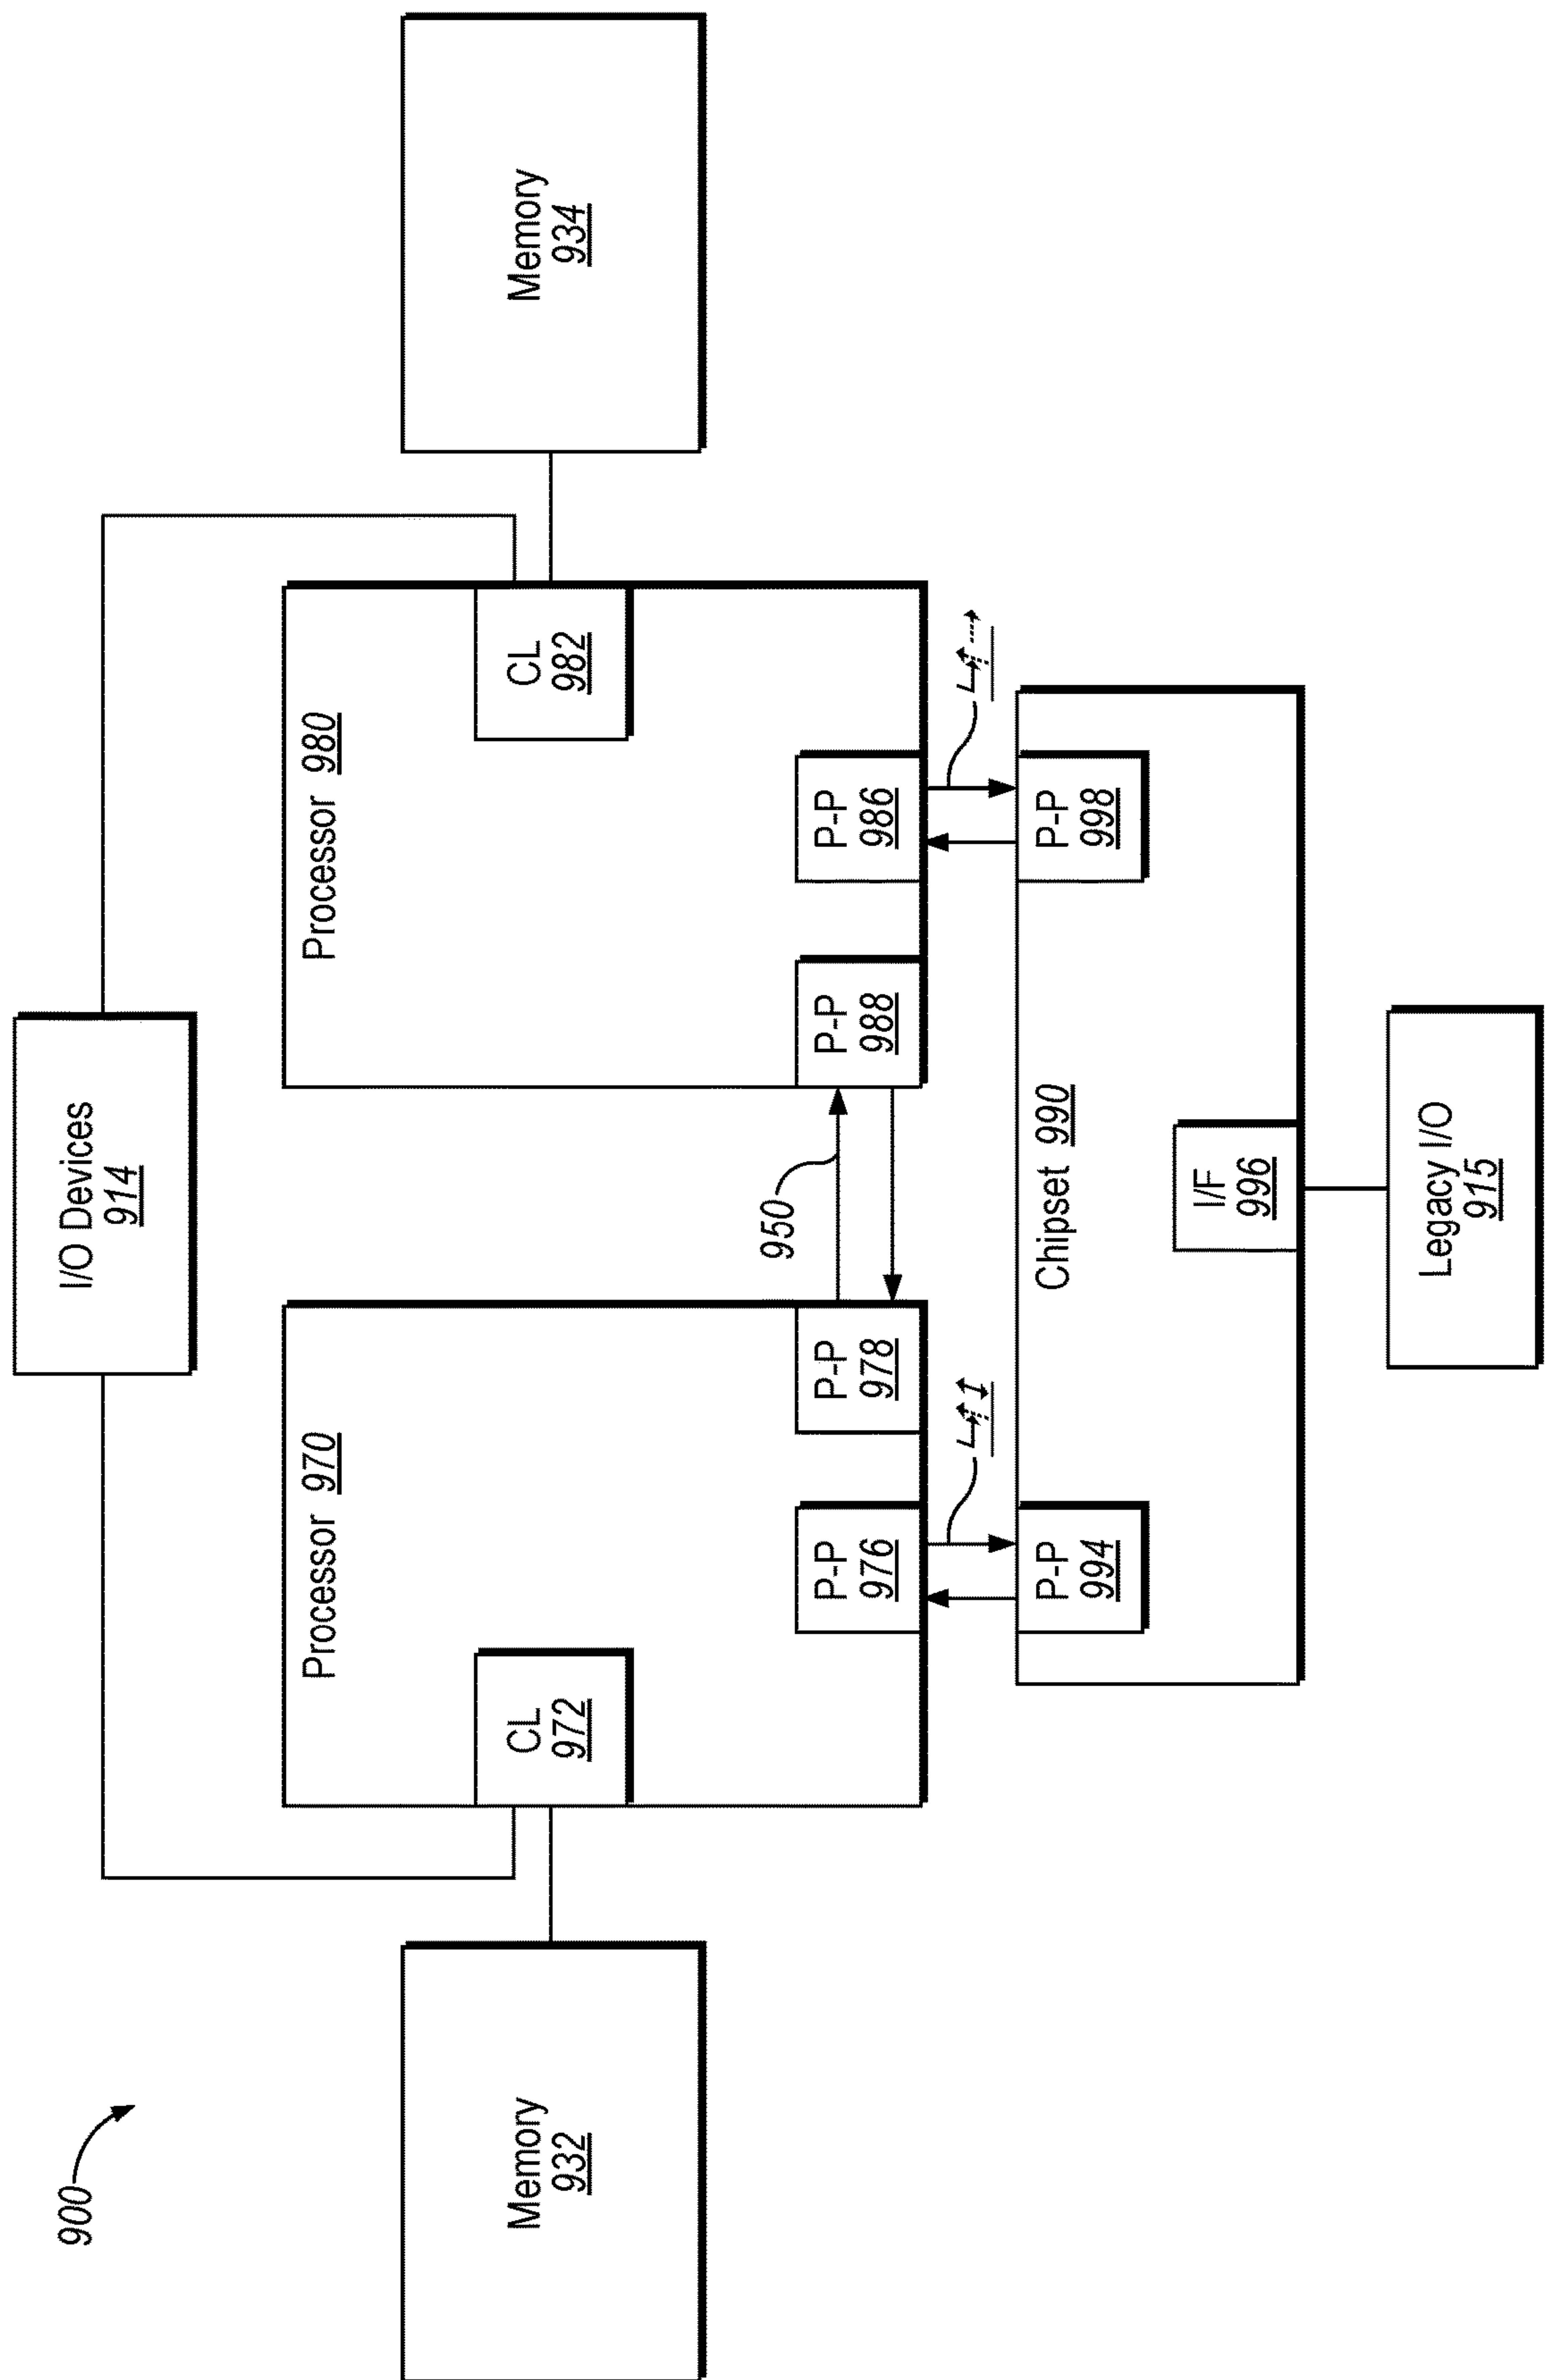 900
I/O Devices
914
Memory
932
Processor 970
CL
972
P-P
976
P-P
978
950
Processor 980
CL
982
P-P
988
P-P
986
Memory
934
Chipset 990
P-P
994
P-P
998
I/F
996
Legacy I/O
915